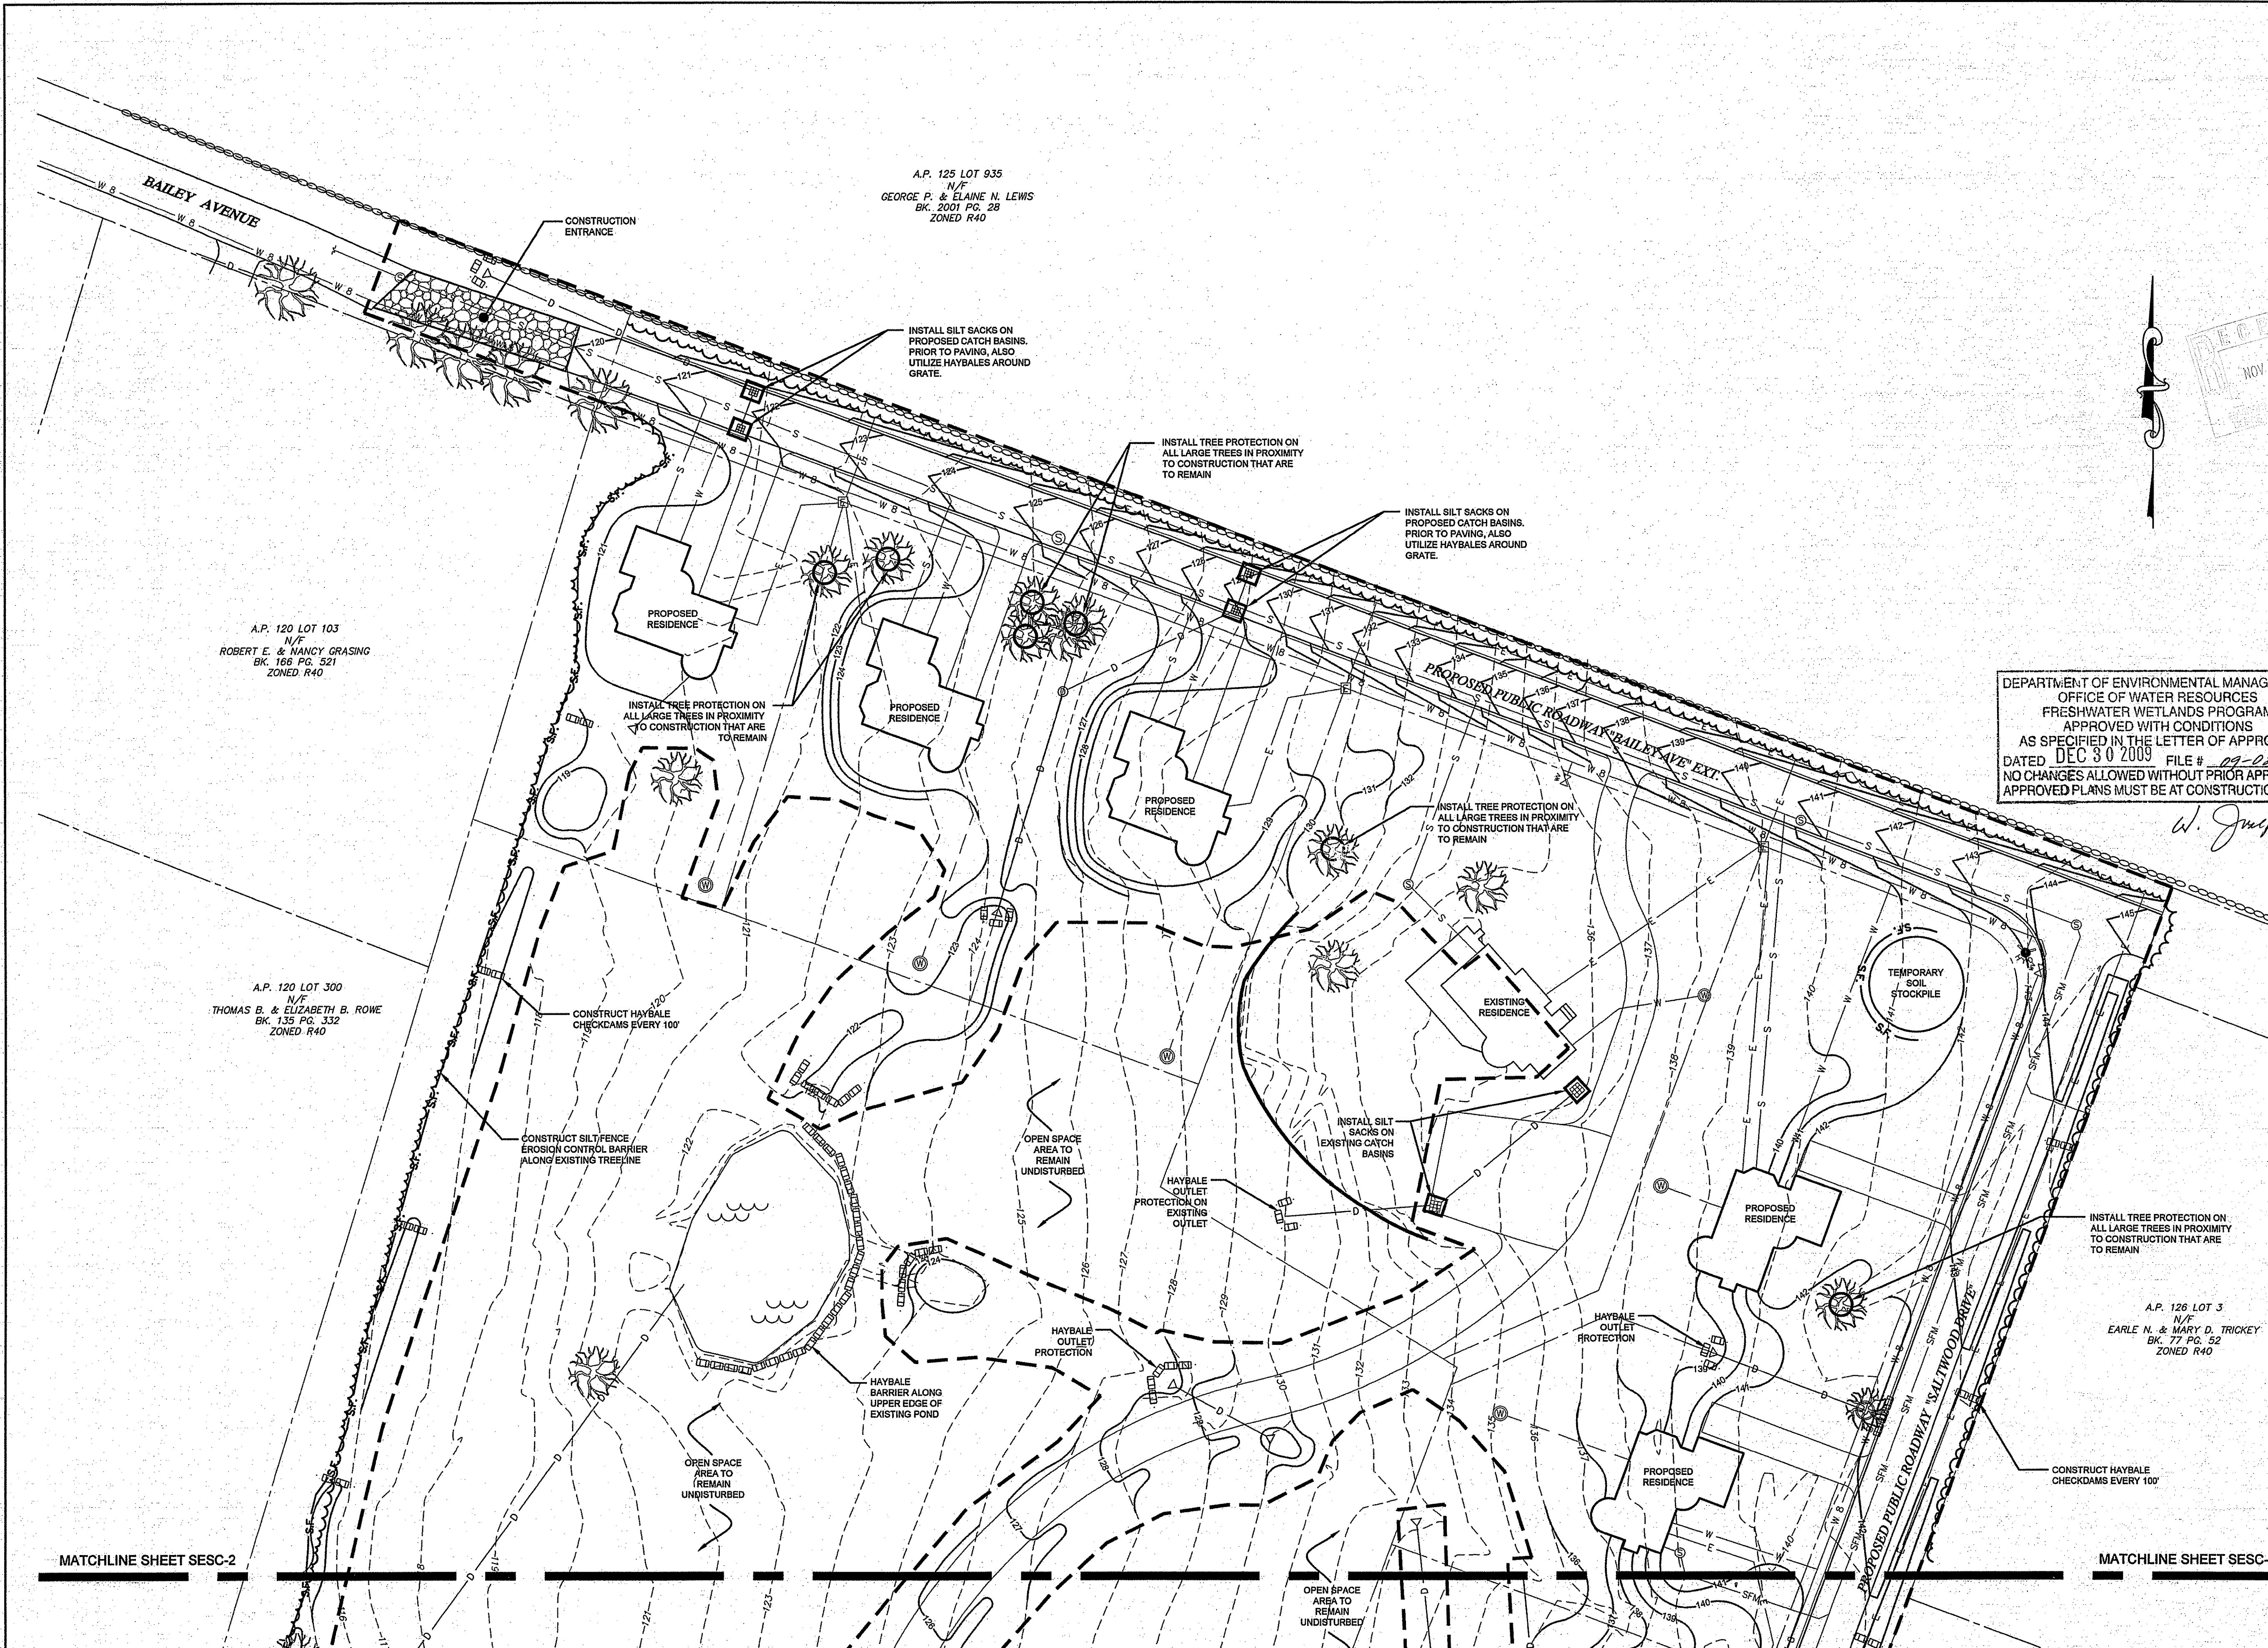 BAILEY AVENUE
A.P. 125 LOT 935
N/F
GEORGE P. & ELAINE N. LEWIS
BK. 2001 PG. 28
ZONED R40
CONSTRUCTION
ENTRANCE
INSTALL SILT SACKS ON
PROPOSED CATCH BASINS.
PRIOR TO PAVING, ALSO
UTILIZE HAYBALES AROUND
GRATE.
INSTALL TREE PROTECTION ON
ALL LARGE TREES IN PROXIMITY
TO CONSTRUCTION THAT ARE
TO REMAIN
INSTALL SILT SACKS ON
PROPOSED CATCH BASINS.
PRIOR TO PAVING, ALSO
UTILIZE HAYBALES AROUND
GRATE.
NOV
A.P. 120 LOT 103
N/F
ROBERT E. & NANCY GRASING
BK. 166 PG. 521
ZONED R40
PROPOSED
RESIDENCE
PROPOSED
RESIDENCE
PROPOSED
RESIDENCE
INSTALL TREE PROTECTION ON
ALL LARGE TREES IN PROXIMITY
TO CONSTRUCTION THAT ARE
TO REMAIN
PROPOSED PUBLIC ROADWAY "BAILEY AVE" EXT.
DEPARTMENT OF ENVIRONMENTAL MANAG
OFFICE OF WATER RESOURCES
FRESHWATER WETLANDS PROGRAM
APPROVED WITH CONDITIONS
AS SPECIFIED IN THE LETTER OF APPRO
DATED DEC 30 2009 FILE # 09-02
NO CHANGES ALLOWED WITHOUT PRIOR APP
APPROVED PLANS MUST BE AT CONSTRUCTIO
INSTALL TREE PROTECTION ON
ALL LARGE TREES IN PROXIMITY
TO CONSTRUCTION THAT ARE
TO REMAIN
A.P. 120 LOT 300
N/F
THOMAS B. & ELIZABETH B. ROWE
BK. 135 PG. 332
ZONED R40
CONSTRUCT HAYBALE
CHECKDAMS EVERY 100'
EXISTING
RESIDENCE
TEMPORARY
SOIL
STOCKPILE
CONSTRUCT SILT FENCE
EROSION CONTROL BARRIER
ALONG EXISTING TREELINE
OPEN SPACE
AREA TO
REMAIN
UNDISTURBED
INSTALL SILT
SACKS ON
EXISTING CATCH
BASINS
HAYBALE
OUTLET
PROTECTION ON
EXISTING
OUTLET
PROPOSED
RESIDENCE
INSTALL TREE PROTECTION ON
ALL LARGE TREES IN PROXIMITY
TO CONSTRUCTION THAT ARE
TO REMAIN
A.P. 126 LOT 3
N/F
EARLE N. & MARY D. TRICKEY
BK. 77 PG. 52
ZONED R40
HAYBALE
OUTLET
PROTECTION
HAYBALE
OUTLET
PROTECTION
HAYBALE
BARRIER ALONG
UPPER EDGE OF
EXISTING POND
OPEN SPACE
AREA TO
REMAIN
UNDISTURBED
PROPOSED
RESIDENCE
PROPOSED PUBLIC ROADWAY "SALTWOOD DRIVE"
CONSTRUCT HAYBALE
CHECKDAMS EVERY 100'
MATCHLINE SHEET SESC-2
MATCHLINE SHEET SESC-
OPEN SPACE
AREA TO
REMAIN
UNDISTURBED